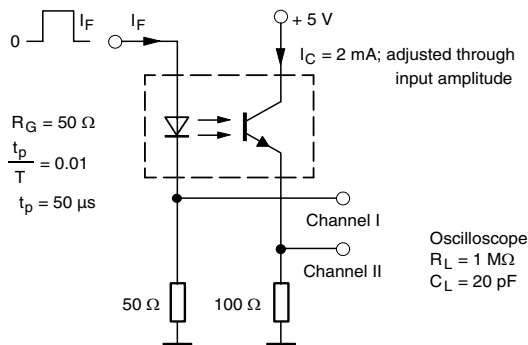 0
I_F
I_F
+ 5 V
I_C = 2 mA; adjusted through
input amplitude
R_G = 50 Ω
t_p
T
= 0.01
t_p = 50 µs
Channel I
Channel II
50 Ω
100 Ω
Oscilloscope
R_L = 1 MΩ
C_L = 20 pF